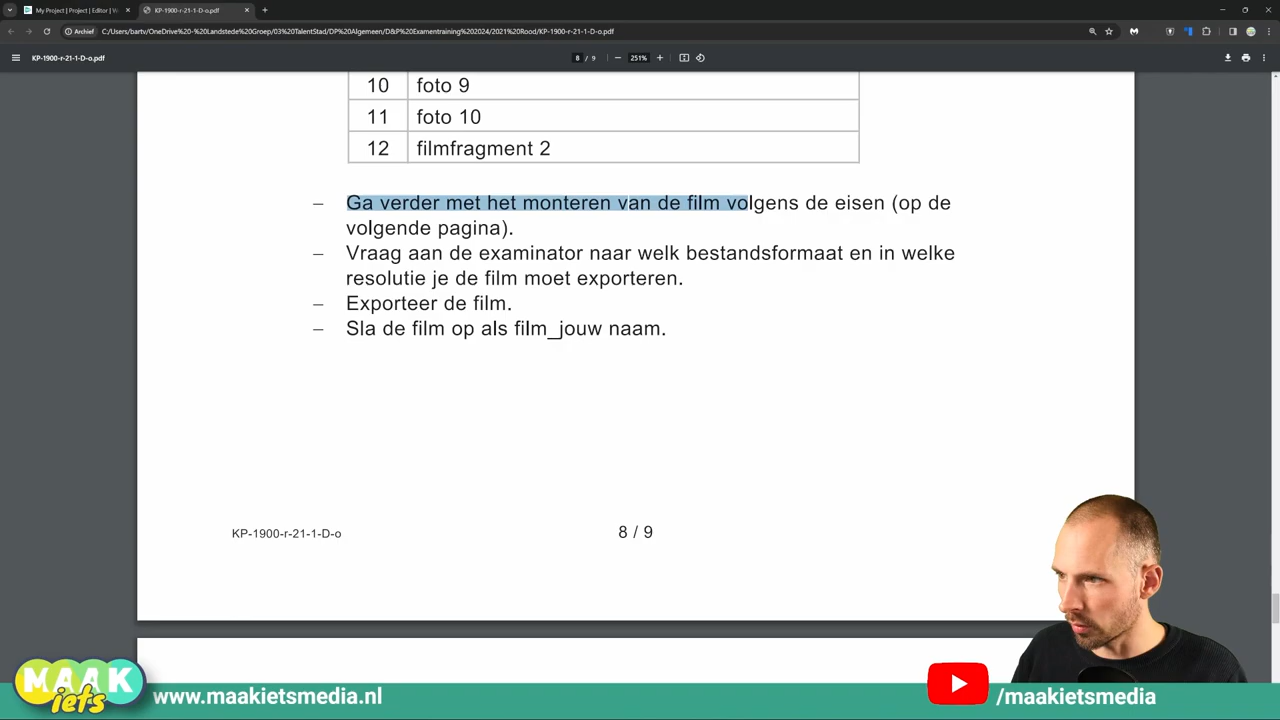 My Project | Project | Editor | V
KP-1900-r-21-1-D-o.pdf
Archief
C:/Users/bartv/OneDrive%20-%20Landstede%20Groep/03%20TalentStad/DP%20Algemeen/D&P%20Examentraining%202024/2021%20Rood/KP-1900-r-21-1-D-o.pdf
KP-1900-r-21-1-D-o.pdf
8 / 9
251%
10 foto 9
11 foto 10
12 filmfragment 2
– Ga verder met het monteren van de film volgens de eisen (op de
volgende pagina).
– Vraag aan de examinator naar welk bestandsformaat en in welke
resolutie je de film moet exporteren.
– Exporteer de film.
– Sla de film op als film_jouw naam.
KP-1900-r-21-1-D-o
8 / 9
MAAK
iets
www.maakietsmedia.nl
/maakietsmedia